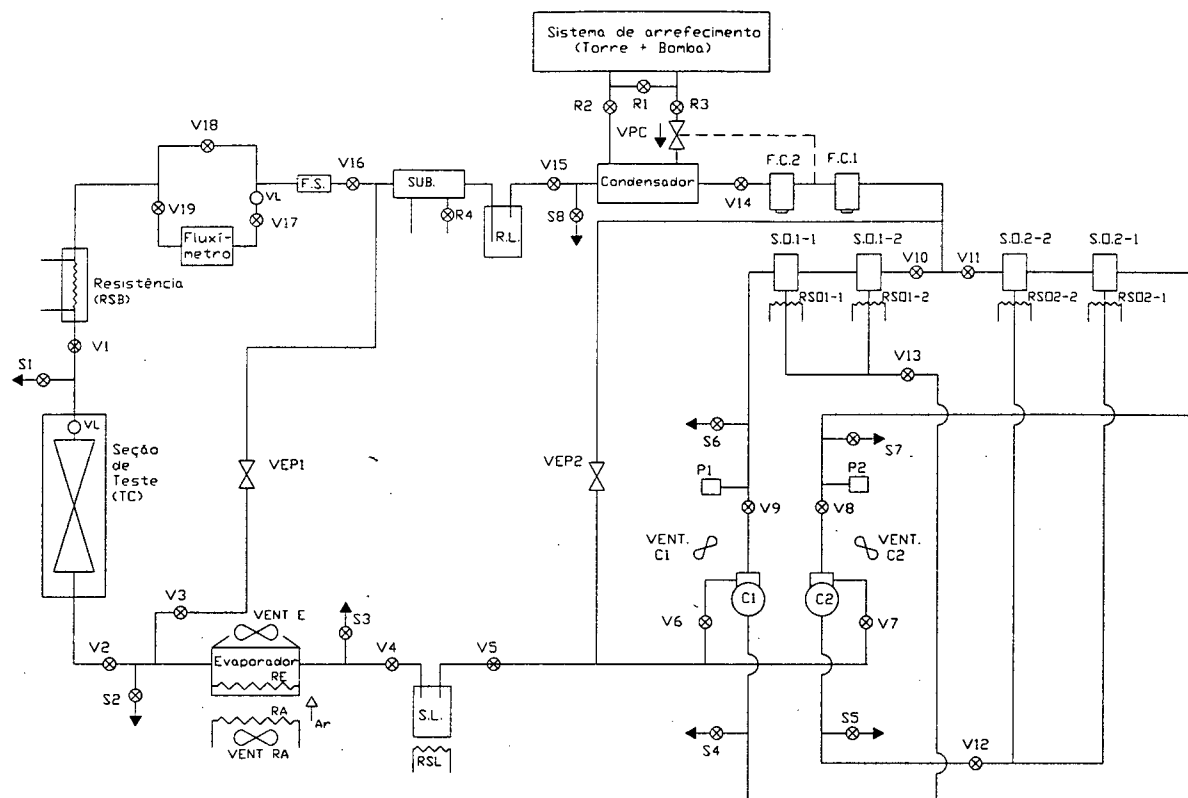 Sistema de arrefecimento
(Torre + Bomba)
R2
R1
R3
VPC
V18
V16
V15
F.C.2
F.C.1
F.S.
SUB.
Condensador
V14
V19
VL
V17
R4
R.L.
S8
Fluxí-
metro
S.O.1-1
S.O.1-2
V10
V11
S.O.2-2
S.O.2-1
Resistência
(RSB)
RSO1-1
RSO1-2
RSO2-2
RSO2-1
V1
V13
S1
VL
Seção
de
Teste
(TC)
S6
S7
VEP1
VEP2
P1
P2
V9
V8
VENT.
C1
VENT.
C2
V3
VENT E
S3
C1
C2
V6
V7
V2
Evaporador
V4
V5
RE
S2
RA
Ar
S.L.
VENT RA
RSL
S4
S5
V12